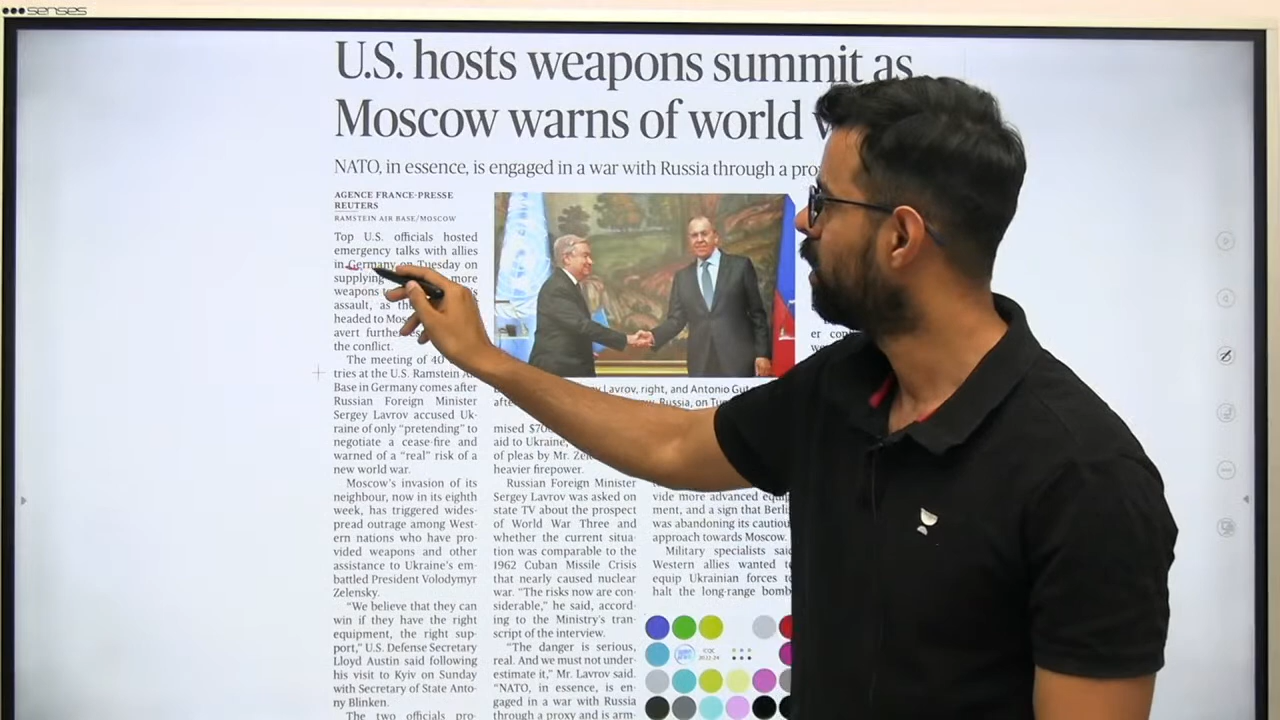 senses
U.S. hosts weapons summit as
Moscow warns of world
NATO, in essence, is engaged in a war with Russia through a
AGENCE FRANCE-PRESSE
REUTERS
RAMSTEIN AIR BASE/MOSCOW
Top U.S. officials hosted
emergency talks with allies
in Germany on Tuesday on
supplying more
weapons
assault, as
headed to
avert further
the conflict.
The meeting of 40
tries at the U.S. Ramstein
Base in Germany comes after
Russian Foreign Minister
Sergey Lavrov accused Uk-
raine of only “pretending” to
negotiate a cease-fire and
warned of a “real” risk of a
new world war.
Moscow's invasion of its
neighbour, now in its eighth
week, has triggered wides-
pread outrage among West-
ern nations who have pro-
vided weapons and other
assistance to Ukraine's em-
battled President Volodymyr
Zelensky.
“We believe that they can
win if they have the right
equipment, the right sup-
port,” U.S. Defense Secretary
Lloyd Austin said following
his visit to Kyiv on Sunday
with Secretary of State Anto-
ny Blinken.
The two officials pro-
Lavrov, right, and Antonio
Russia, on
mised
aid to Ukraine,
of pleas by Mr.
heavier firepower.
Russian Foreign Minister
Sergey Lavrov was asked on
state TV about the prospect
of World War Three and
whether the current situa-
tion was comparable to the
1962 Cuban Missile Crisis
that nearly caused nuclear
war. “The risks now are con-
siderable,” he said, accord-
ing to the Ministry's tran-
script of the interview.
“The danger is serious,
real. And we must not under-
estimate it,” Mr. Lavrov said.
“NATO, in essence, is en-
gaged in a war with Russia
through a proxy and is arm-
vide more advanced
ment, and a sign that
was abandoning its
approach towards Moscow.
Military specialists
Western allies wanted
equip Ukrainian forces
halt the long-range
er